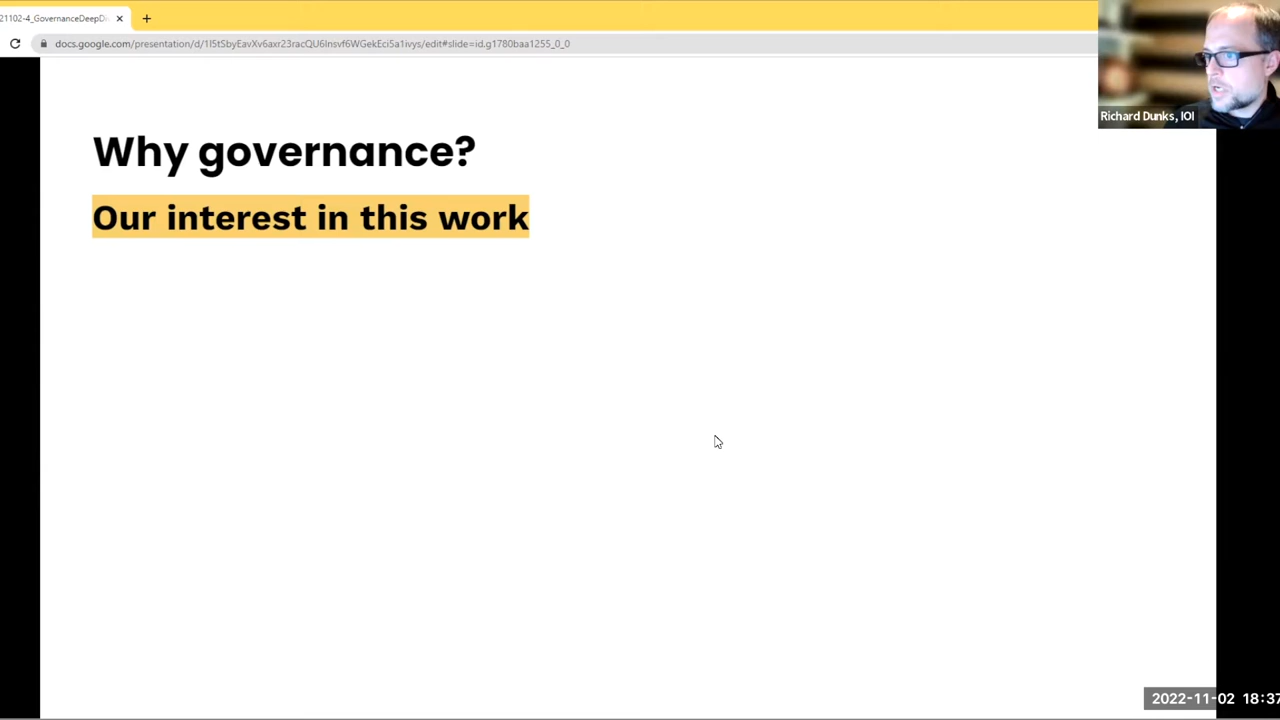 21102-4_GovernanceDeepDi
docs.google.com/presentation/d/1I5tSbyEavXv6axr23racQU6Insvf6WGekEci5a1ivys/edit#slide=id.g1780baa1255_0_0
Richard Dunks, IOI
Why governance?
Our interest in this work
2022-11-02 18:37